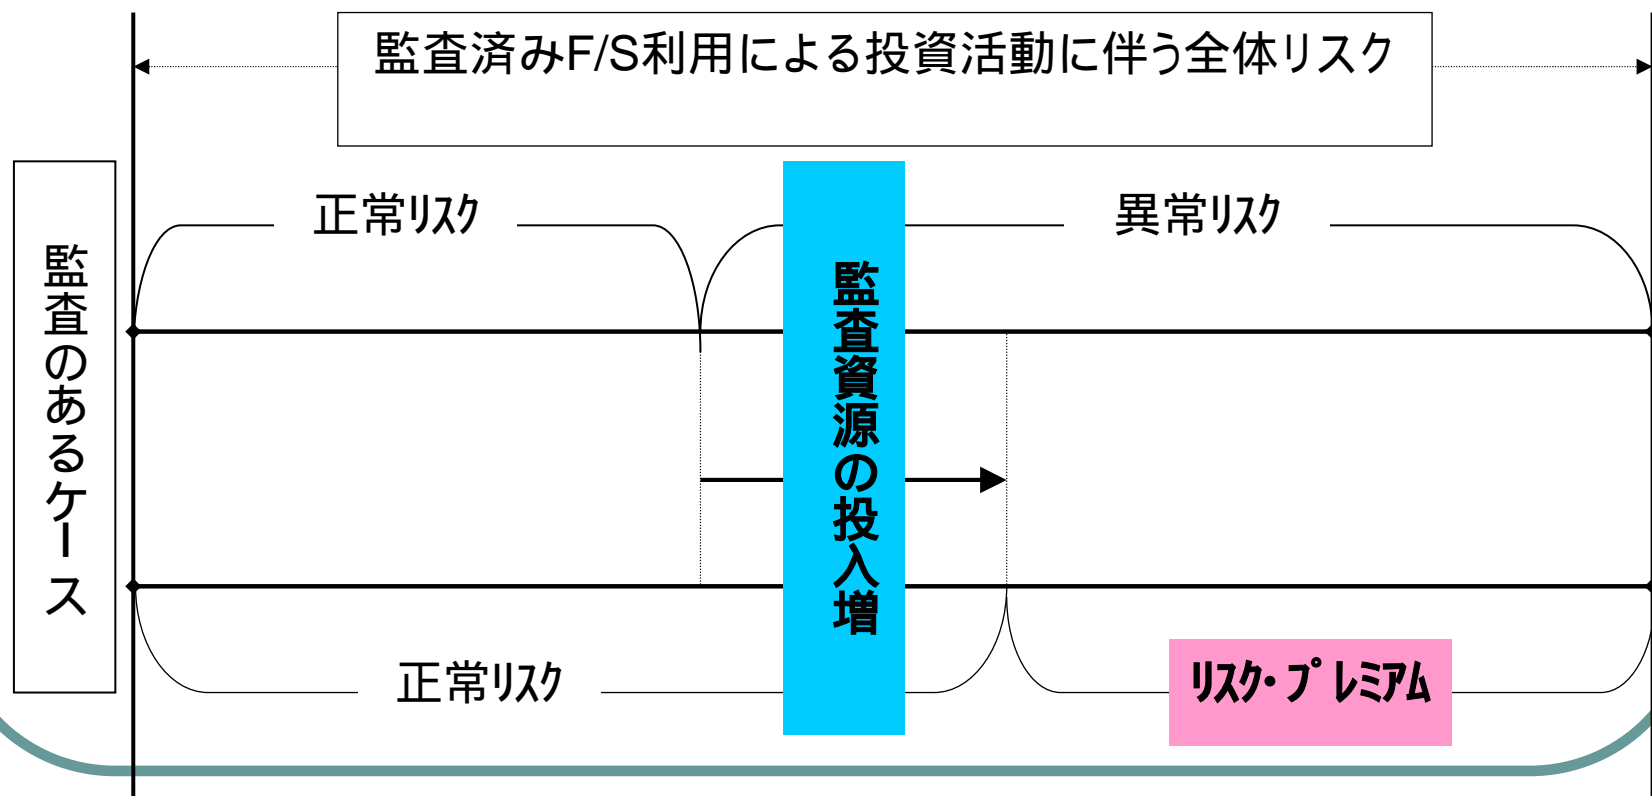 監査済みF/S利用による投資活動に伴う全体リスク
正常ﾘｽｸ
異常ﾘｽｸ
監査のあるケース
監査資源の投入増
正常ﾘｽｸ
ﾘｽｸ・ﾌﾟﾚﾐｱﾑ